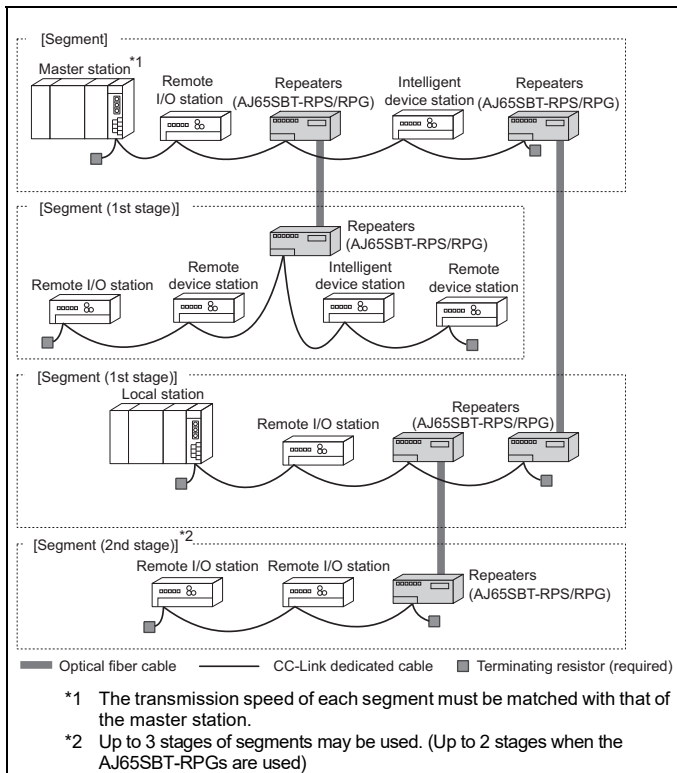 [Segment]
Master station*1
Remote
I/O station
Repeaters
(AJ65SBT-RPS/RPG)
Intelligent
device station
Repeaters
(AJ65SBT-RPS/RPG)
[Segment (1st stage)]
Repeaters
(AJ65SBT-RPS/RPG)
Remote I/O station
Remote
device station
Intelligent
device station
Remote
device station
[Segment (1st stage)]
Local station
Remote I/O station
Repeaters
(AJ65SBT-RPS/RPG)
[Segment (2nd stage)]*2
Remote I/O station
Remote I/O station
Repeaters
(AJ65SBT-RPS/RPG)
Optical fiber cable
CC-Link dedicated cable
Terminating resistor (required)
*1 The transmission speed of each segment must be matched with that of
the master station.
*2 Up to 3 stages of segments may be used. (Up to 2 stages when the
AJ65SBT-RPGs are used)